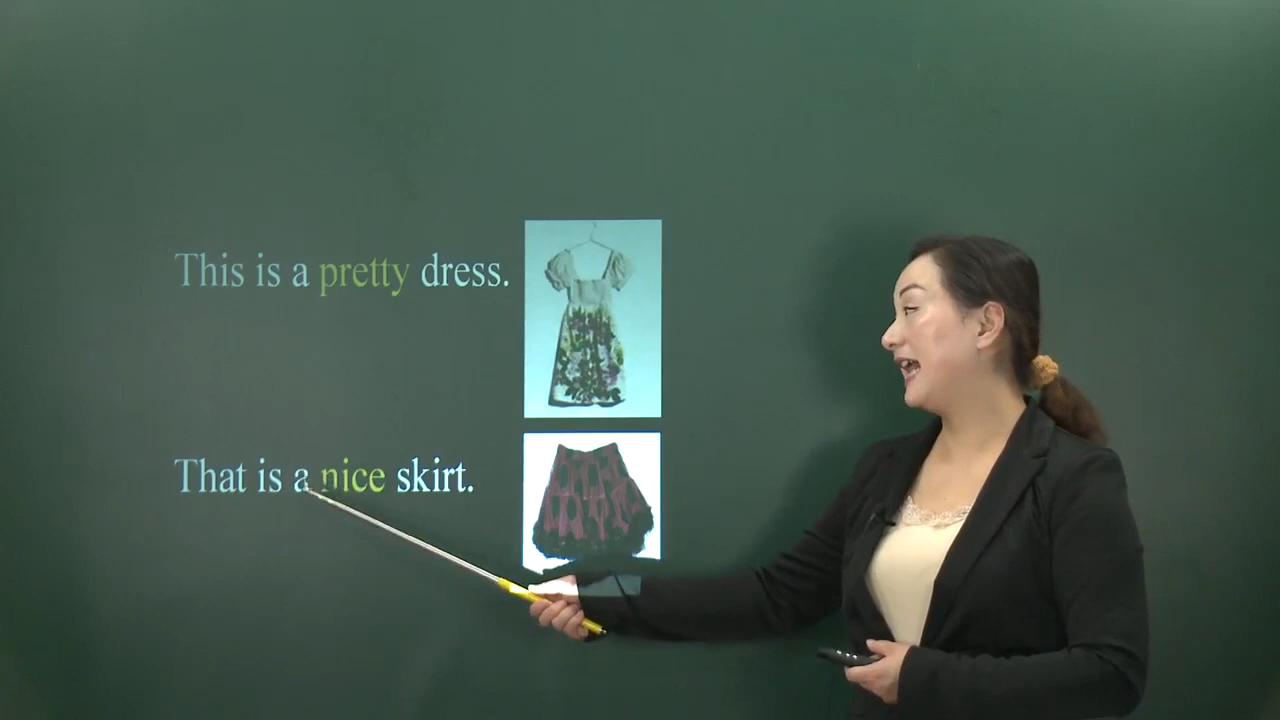 This is a pretty dress.
That is a nice skirt.